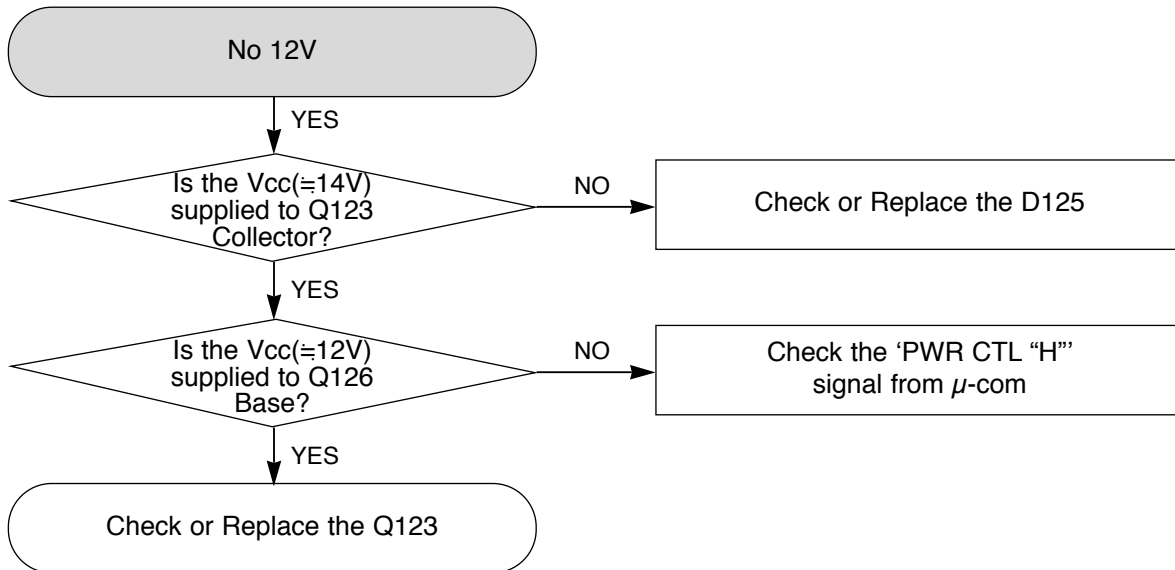 No 12V
YES
Is the Vcc(≒14V)
supplied to Q123
Collector?
NO
Check or Replace the D125
YES
Is the Vcc(≒12V)
supplied to Q126
Base?
NO
Check the ‘PWR CTL “H”’
signal from µ-com
YES
Check or Replace the Q123